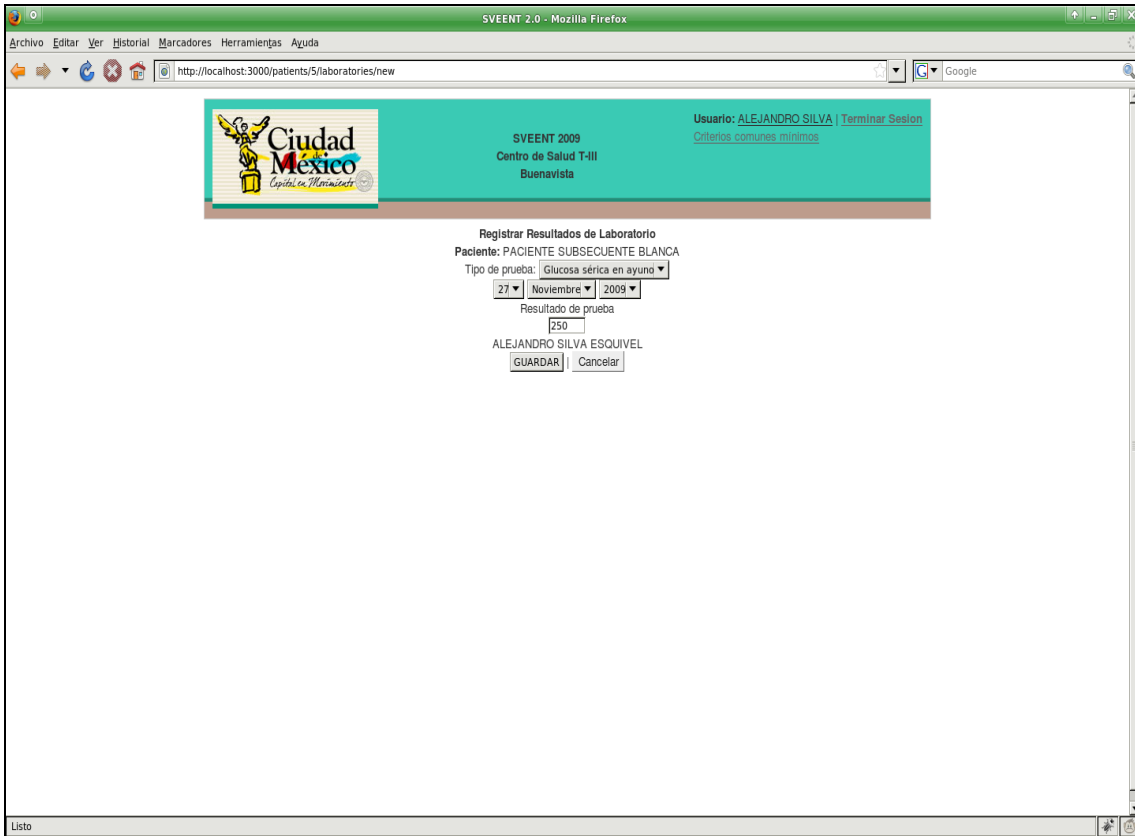 SVEENT 2.0 - Mozilla Firefox
Archivo Editar Ver Historial Marcadores Herramientas Ayuda
http://localhost:3000/patients/5/laboratories/new
G Google
Ciudad
de
México
Capital en Movimiento
SVEENT 2009
Centro de Salud T-III
Buenavista
Usuario: ALEJANDRO SILVA | Terminar Sesion
Criterios comunes minimos
Registrar Resultados de Laboratorio
Paciente: PACIENTE SUBSECUENTE BLANCA
Tipo de prueba: Glucosa sérica en ayuno
27 Noviembre 2009
Resultado de prueba
250
ALEJANDRO SILVA ESQUIVEL
GUARDAR | Cancelar
Listo